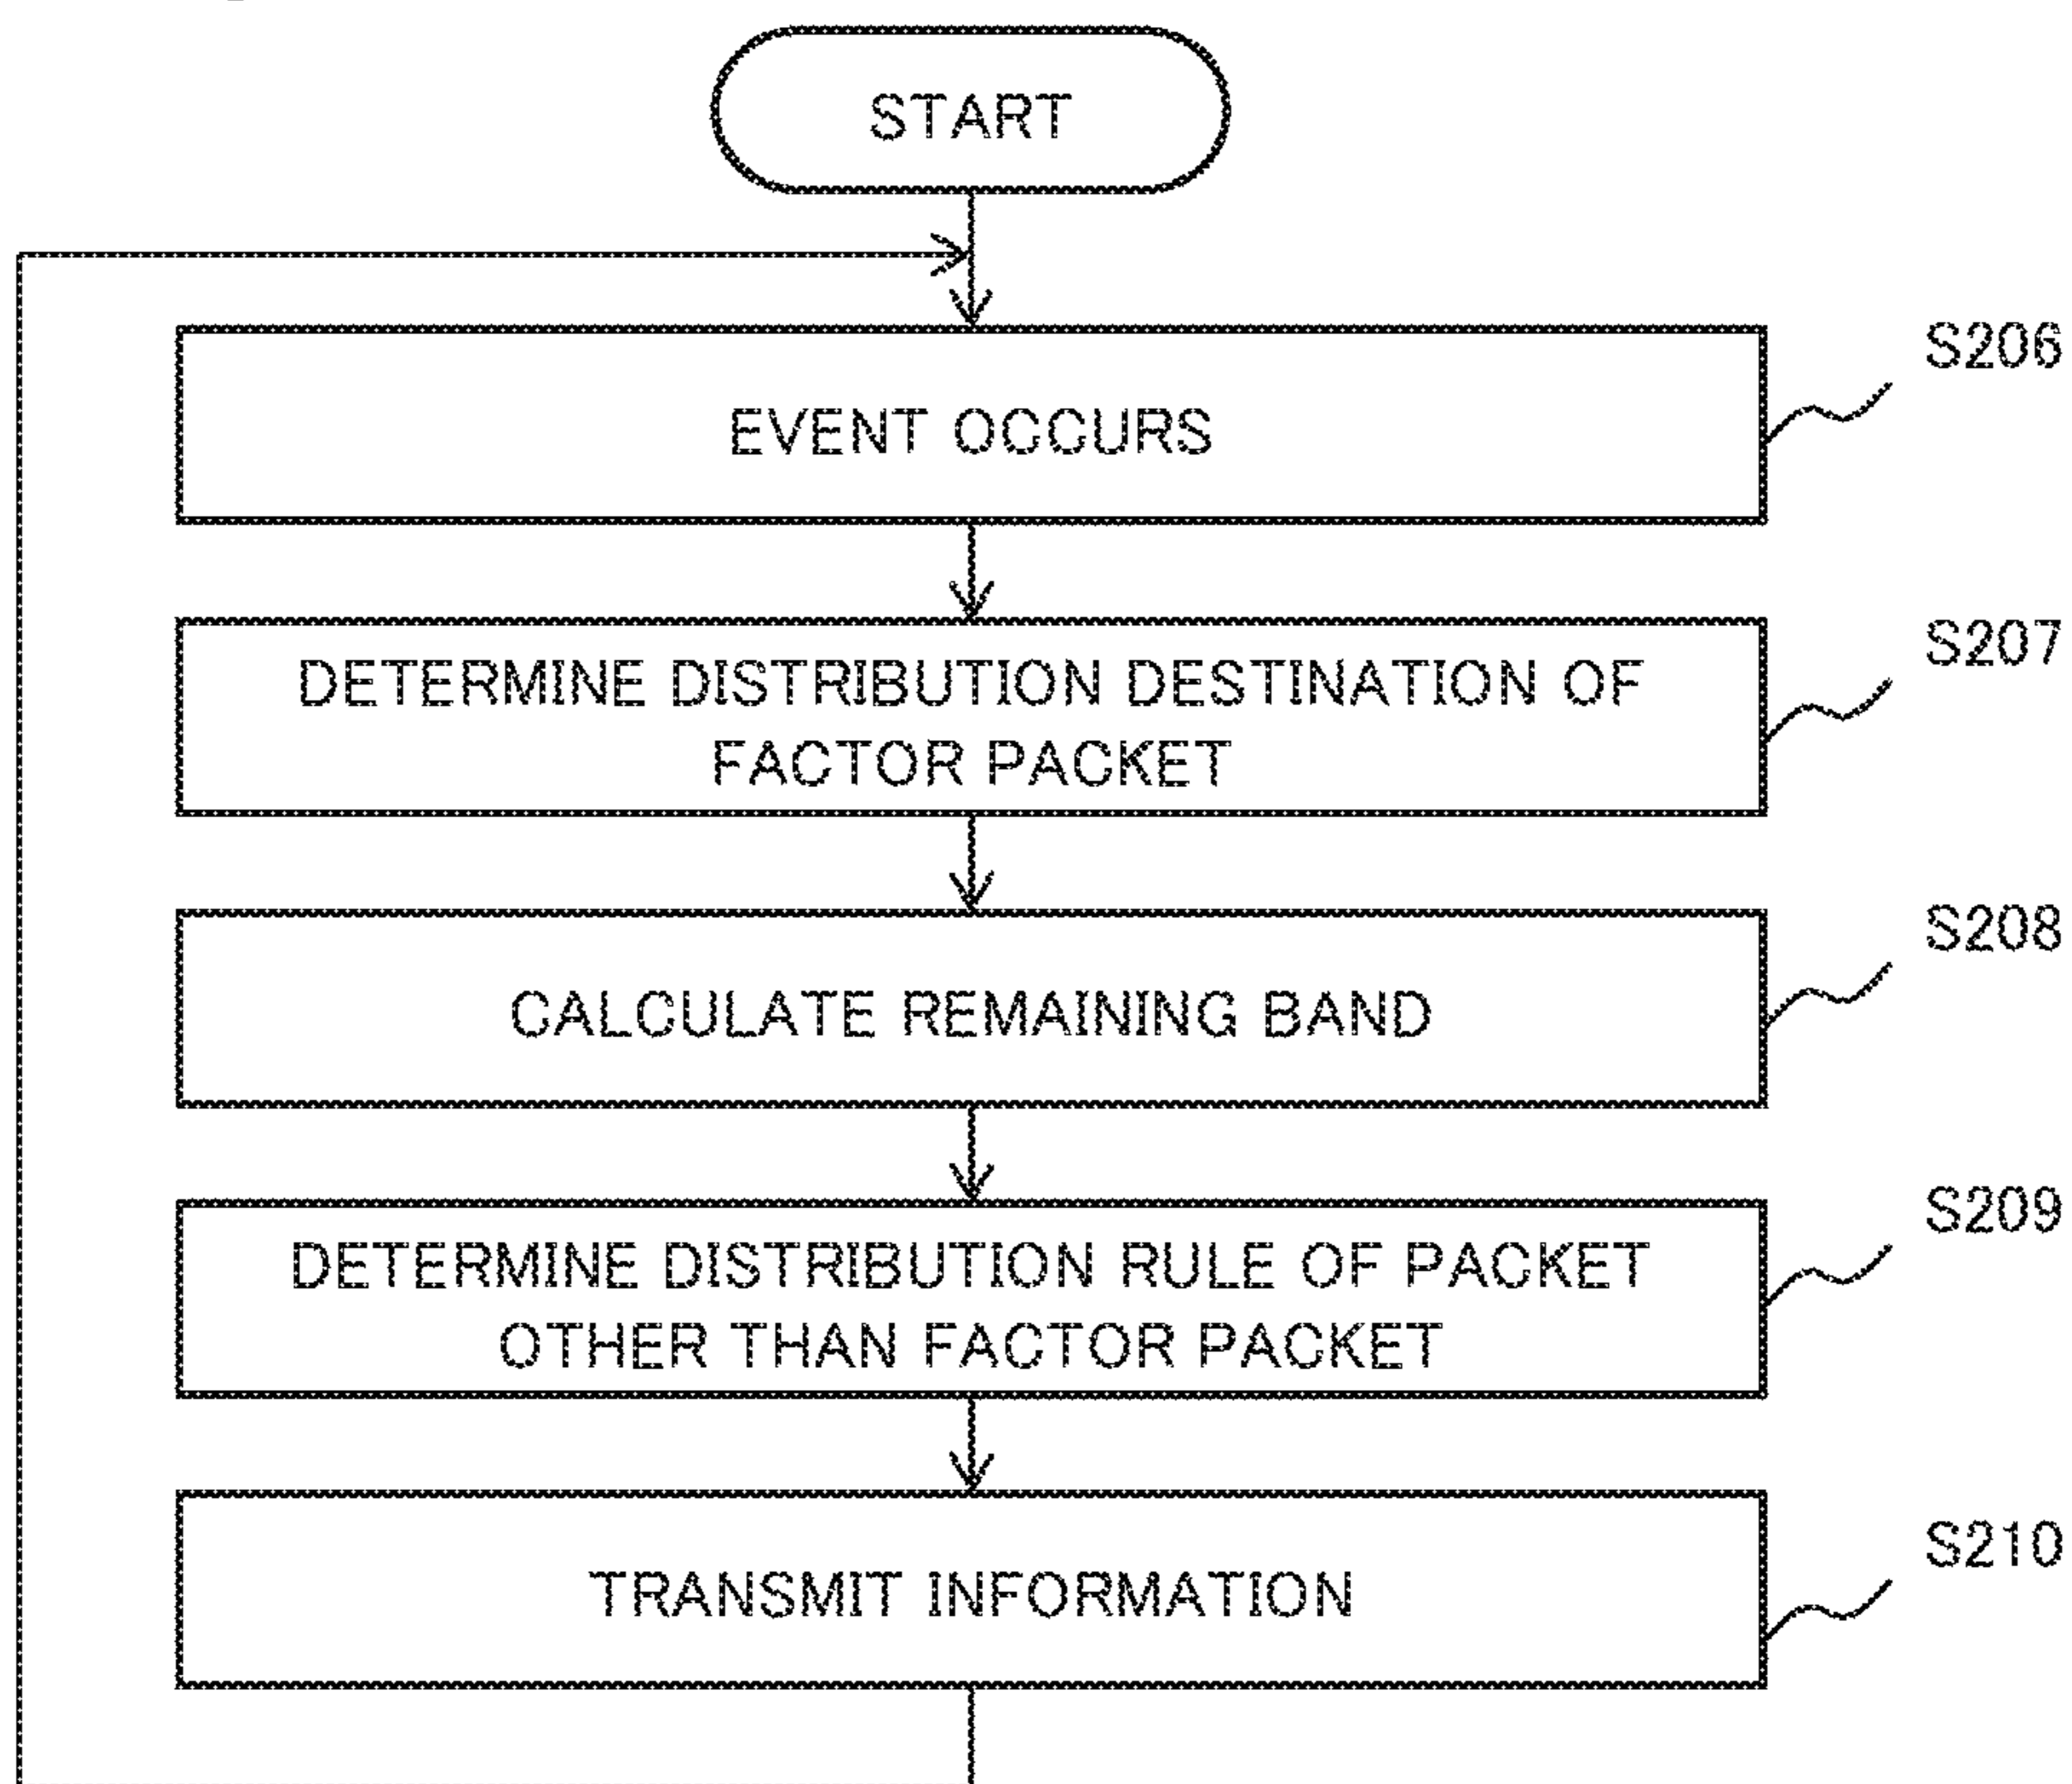 START
EVENT OCCURS
S206
DETERMINE DISTRIBUTION DESTINATION OF
FACTOR PACKET
S207
CALCULATE REMAINING BAND
S208
DETERMINE DISTRIBUTION RULE OF PACKET
OTHER THAN FACTOR PACKET
S209
TRANSMIT INFORMATION
S210